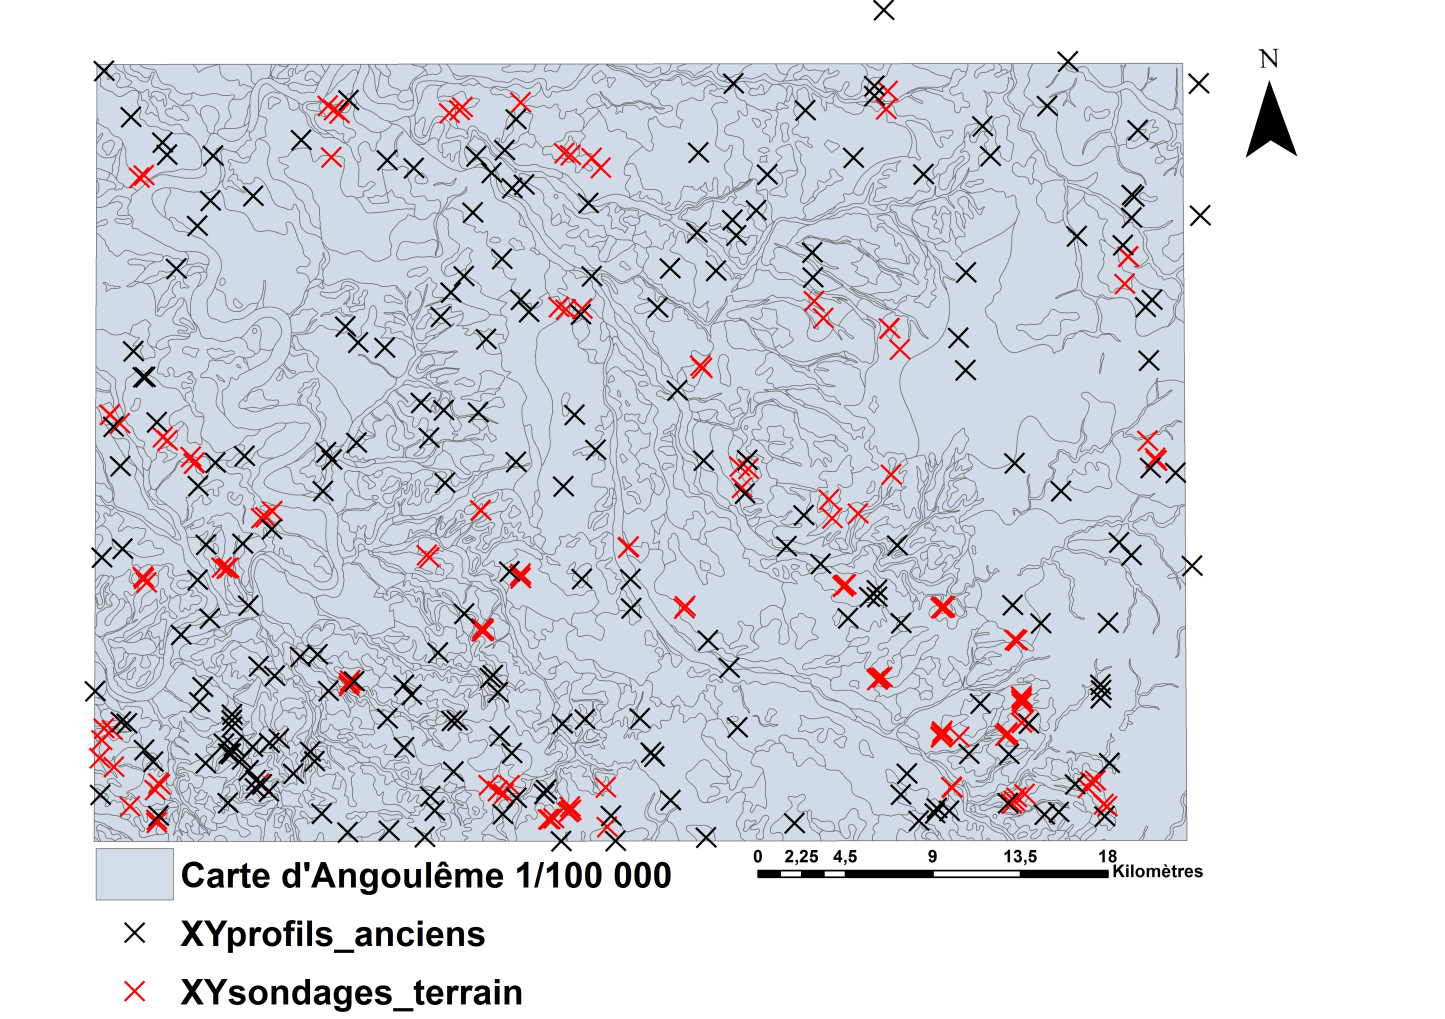 N
0 2,25 4,5 9 13,5 18
Kilomètres
Carte d'Angoulême 1/100 000
XYprofils_anciens
XYsondages_terrain